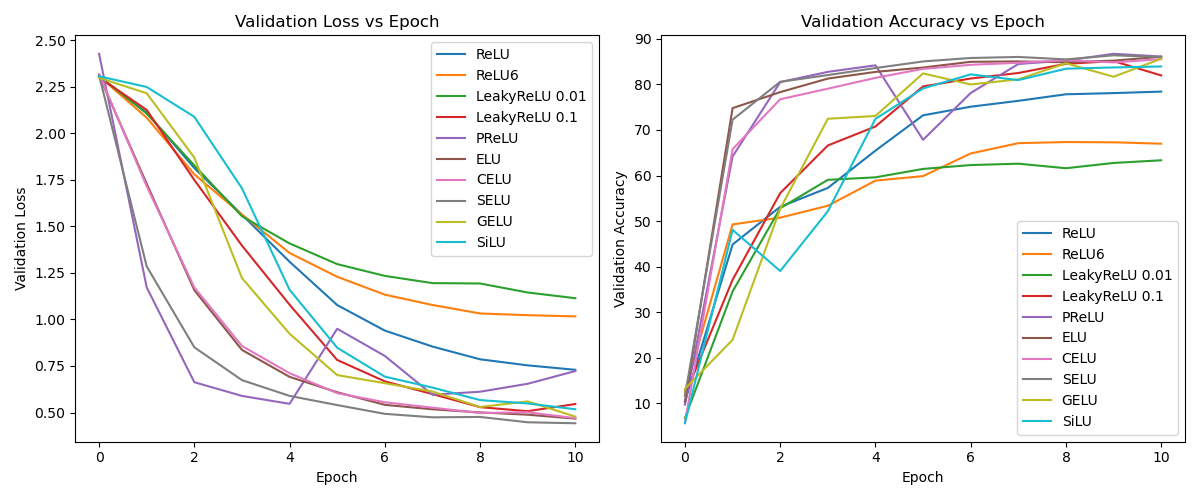 Validation Loss vs Epoch
Validation Loss
2.50
2.25
2.00
1.75
1.50
1.25
1.00
0.75
0.50
0 2 4 6 8 10
Epoch
ReLU
ReLU6
LeakyReLU 0.01
LeakyReLU 0.1
PReLU
ELU
CELU
SELU
GELU
SiLU
Validation Accuracy vs Epoch
Validation Accuracy
90
80
70
60
50
40
30
20
10
0 2 4 6 8 10
Epoch
ReLU
ReLU6
LeakyReLU 0.01
LeakyReLU 0.1
PReLU
ELU
CELU
SELU
GELU
SiLU